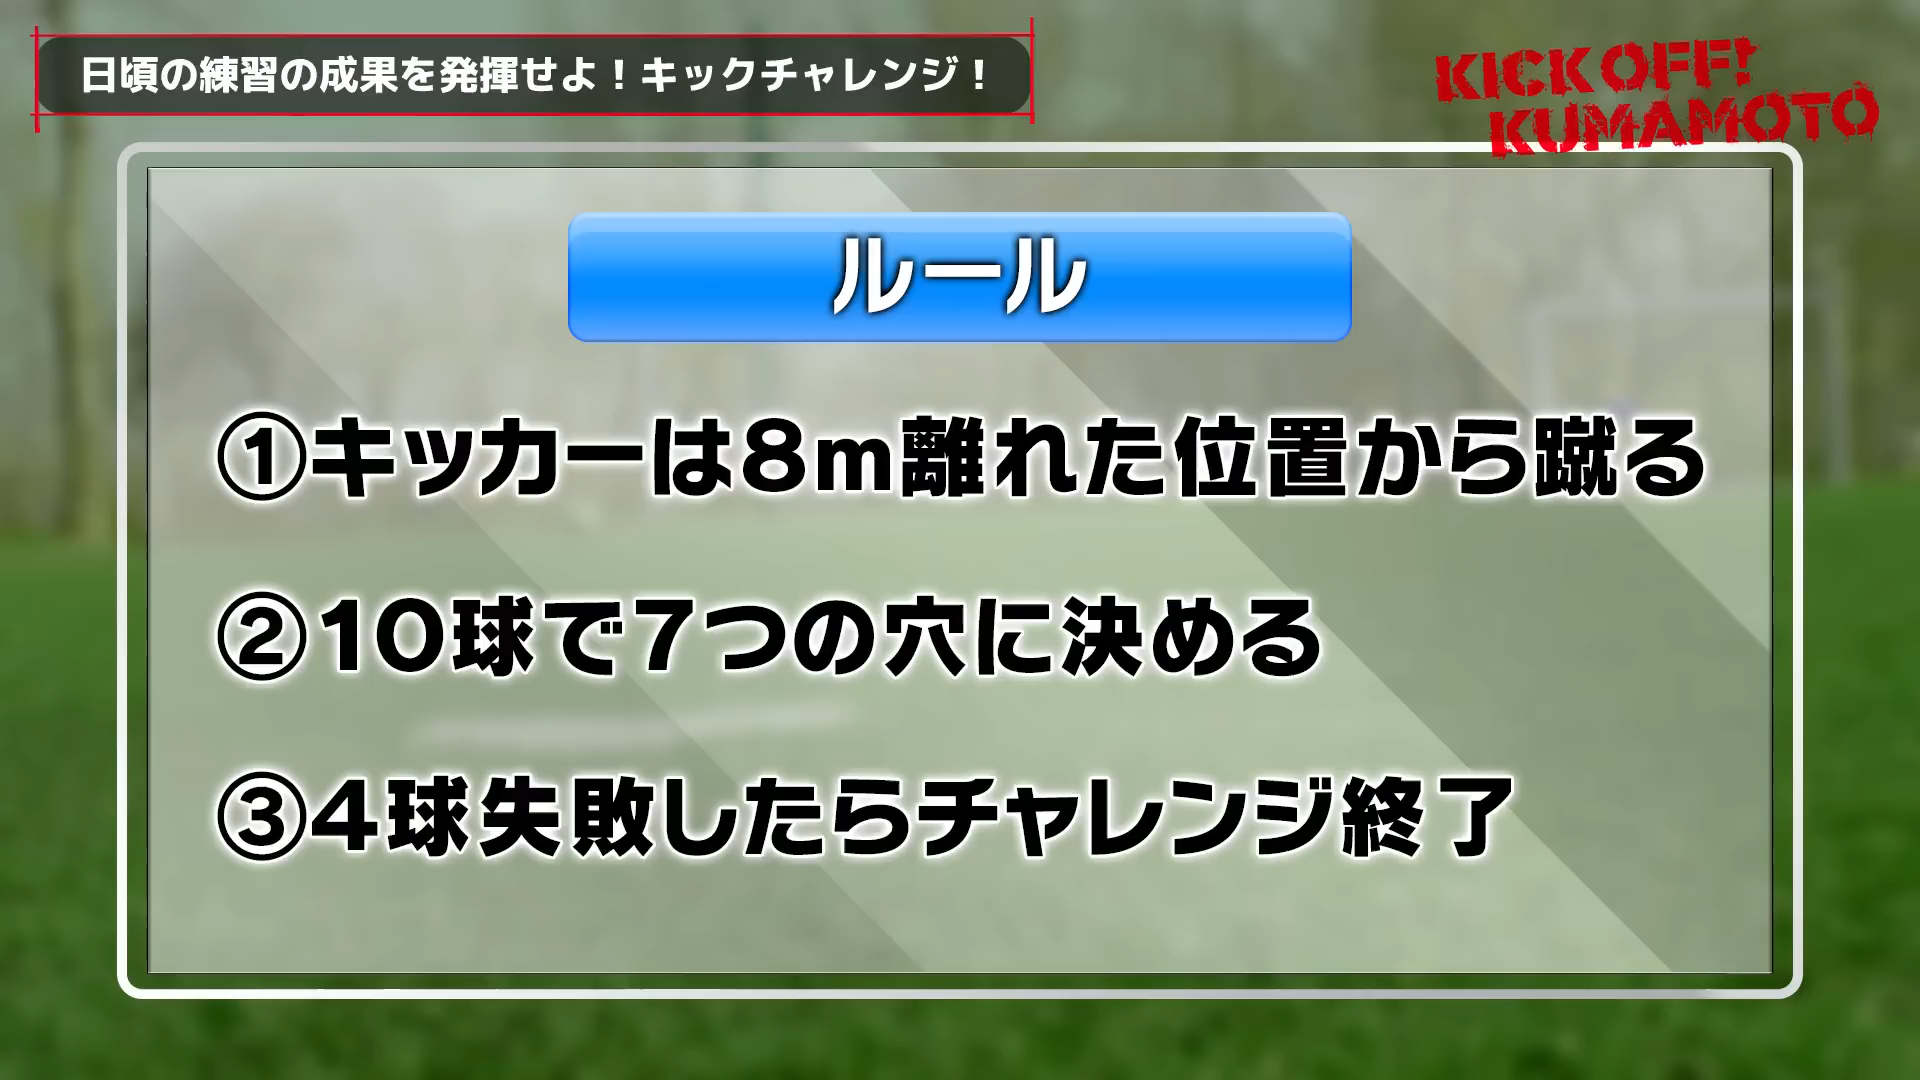 日頃の練習の成果を発揮せよ！キックチャレンジ！
KICK OFF!
KUMAMOTO
ルール
①キッカーは8m離れた位置から蹴る
②10球で7つの穴に決める
③4球失敗したらチャレンジ終了